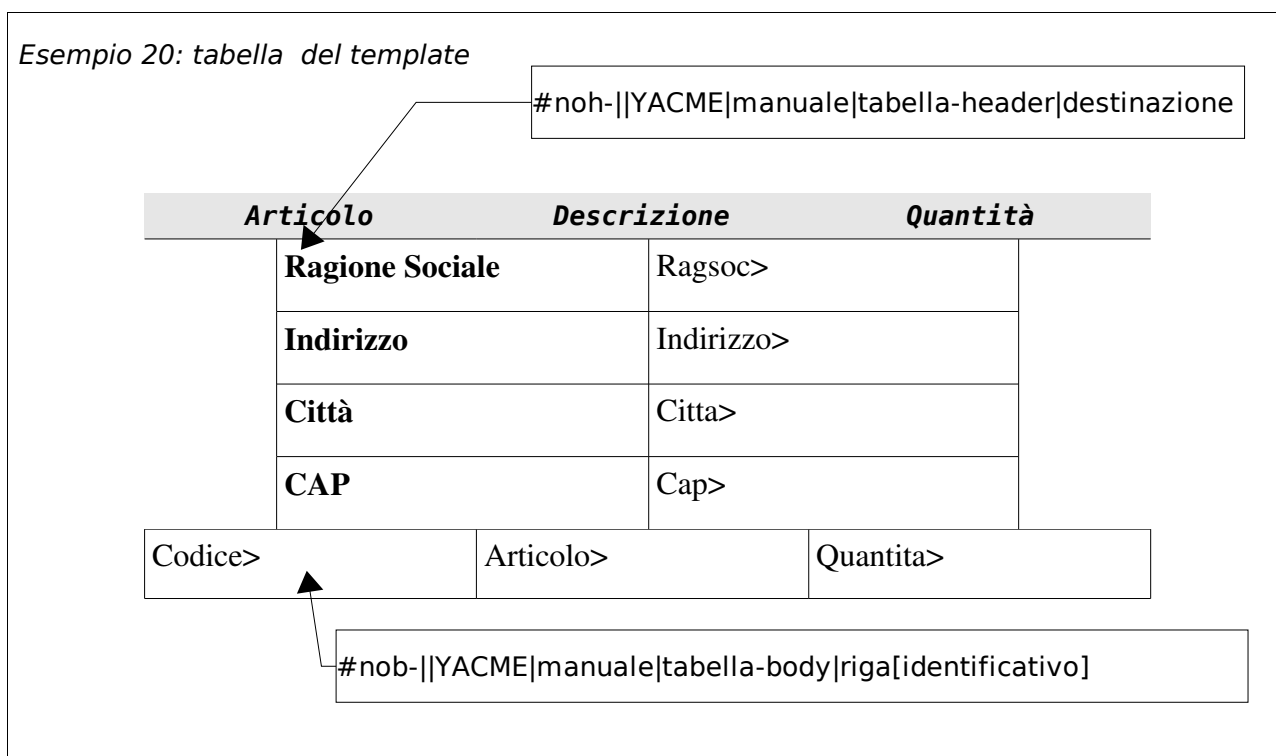 Esempio 20: tabella del template
#noh-||YACME|manuale|tabella-header|destinazione
Articolo Descrizione Quantità
Ragione Sociale Ragsoc>
Indirizzo Indirizzo>
Città Citta>
CAP Cap>
Codice> Articolo> Quantita>
#nob-||YACME|manuale|tabella-body|riga[identificativo]